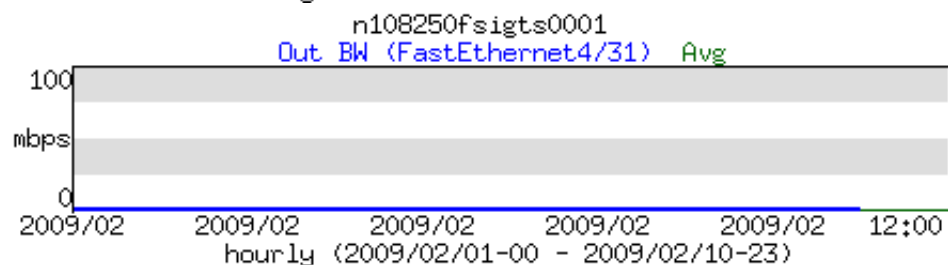 n108250fsigts0001
Out BW (FastEthernet4/31) Avg
100
mbps
0
2009/02 2009/02 2009/02 2009/02 2009/02 12:00
hourly (2009/02/01-00 - 2009/02/10-23)